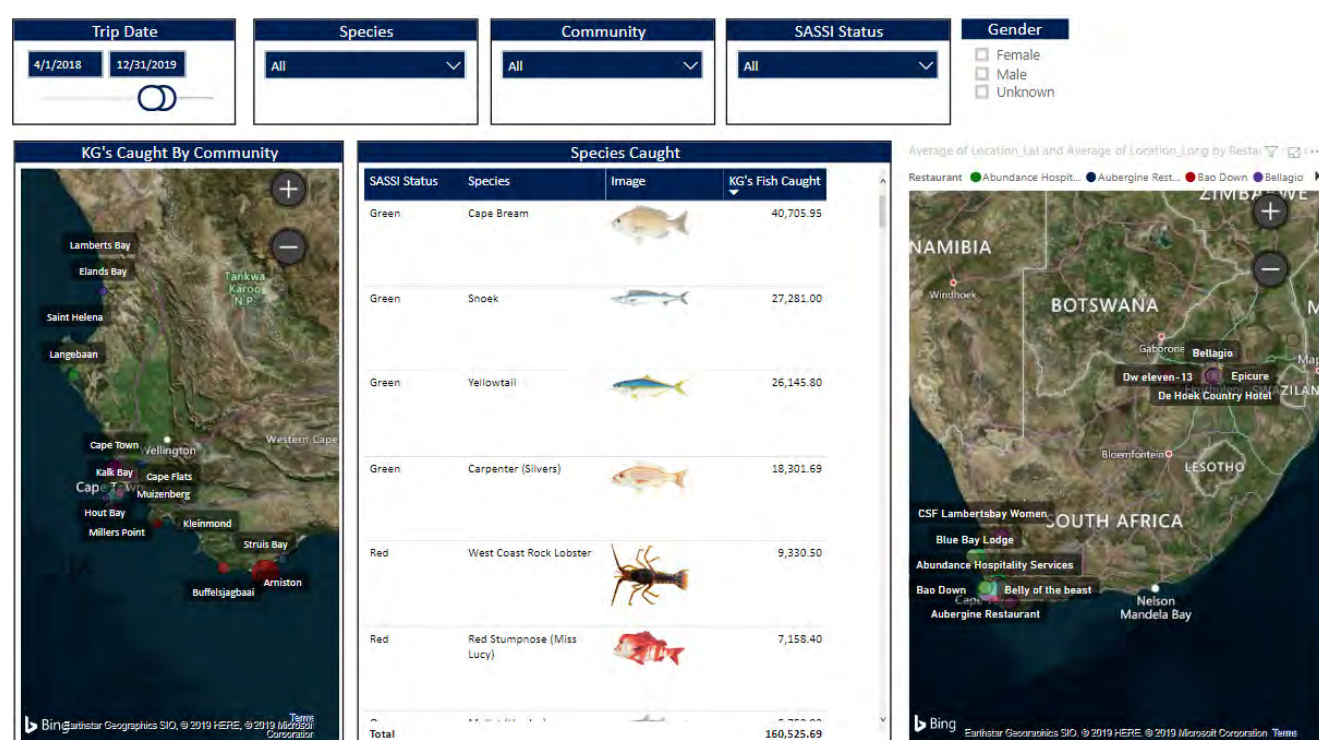 Trip Date
4/1/2018 12/31/2019
Species
All
Community
All
SASSI Status
All
Gender
Female
Male
Unknown
KG's Caught By Community
Lamberts Bay
Elands Bay
Tankwa
Karoo
N.P.
Saint Helena
Langebaan
Cape Town
Wellington
Western Cape
Kalk Bay
Cape Flats
Muizenberg
Hout Bay
Kleinmond
Millers Point
Struis Bay
Arniston
Buffelsjagbaai
Bing
Earthstar Geographics SIO, © 2019 HERE, © 2019 Microsoft Corporation Terms
Species Caught
SASSI Status Species Image KG's Fish Caught
Green Cape Bream 40,705.95
Green Snoek 27,281.00
Green Yellowtail 26,145.80
Green Carpenter (Silvers) 18,301.69
Red West Coast Rock Lobster 9,330.50
Red Red Stumpnose (Miss Lucy) 7,158.40
Total 160,525.69
Average of Location_Lat and Average of Location_Long by Restau
Restaurant Abundance Hospit... Aubergine Rest... Bao Down Bellagio
NAMIBIA
Windhoek
BOTSWANA
Gaborone
Bellagio
Dw eleven-13
Epicure
De Hoek Country Hotel
Bloemfontein
LESOTHO
CSF Lambertsbay Women
SOUTH AFRICA
Blue Bay Lodge
Abundance Hospitality Services
Bao Down
Belly of the beast
Aubergine Restaurant
Nelson
Mandela Bay
Bing
Earthstar Geographics SIO, © 2019 HERE, © 2019 Microsoft Corporation Terms